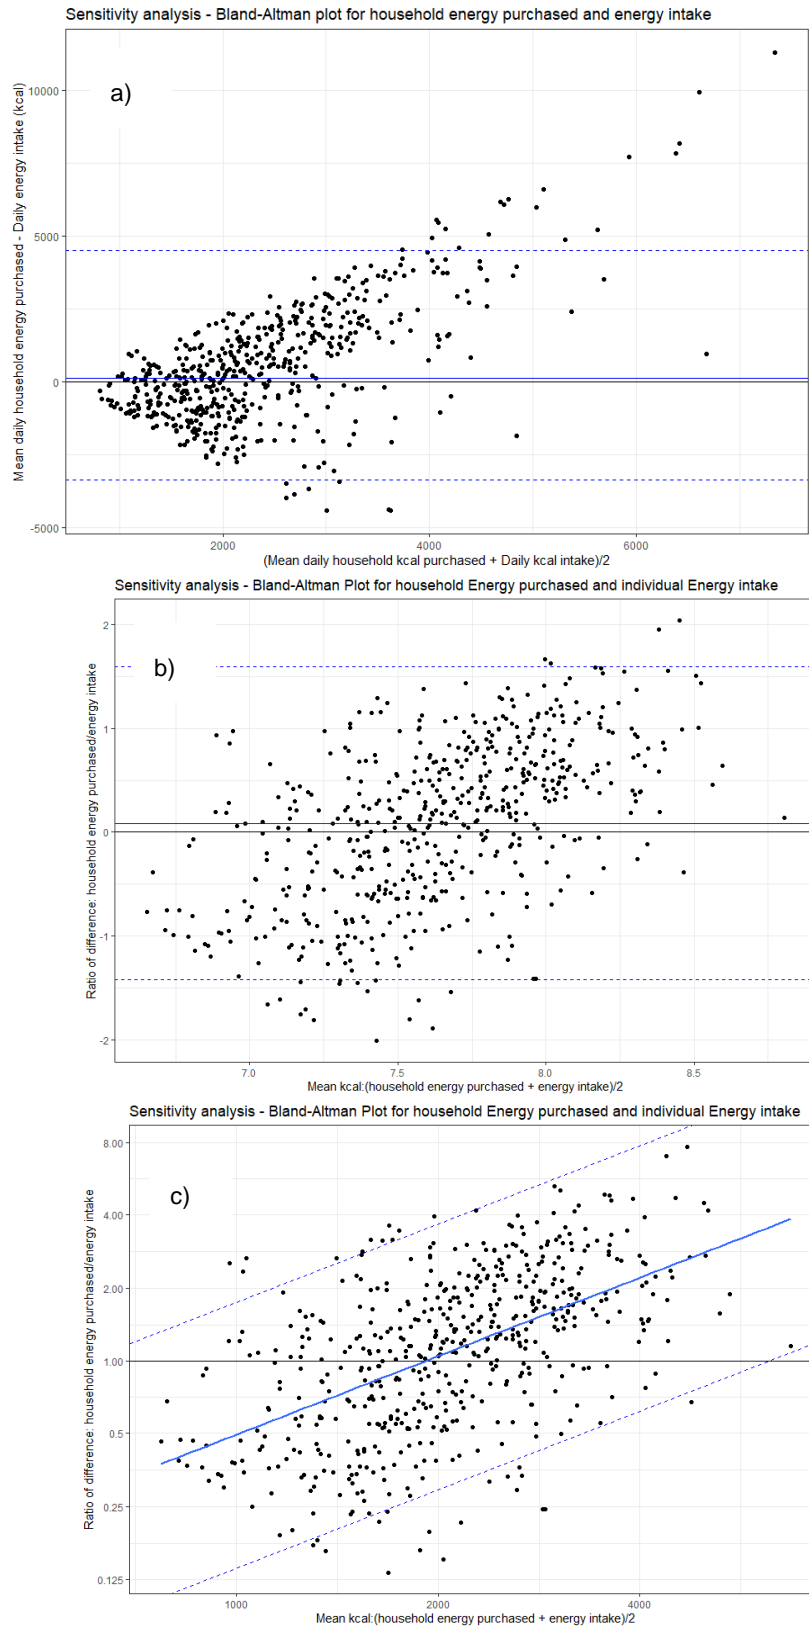 Sensitivity analysis - Bland-Altman plot for household energy purchased and energy intake
a)
Mean daily household energy purchased - Daily energy intake (kcal)
10000
5000
0
-5000
2000 4000 6000
(Mean daily household kcal purchased + Daily kcal intake)/2
Sensitivity analysis - Bland-Altman Plot for household Energy purchased and individual Energy intake
b)
Ratio of difference: household energy purchased/energy intake
2
1
0
-1
-2
7.0 7.5 8.0 8.5
Mean kcal:(household energy purchased + energy intake)/2
Sensitivity analysis - Bland-Altman Plot for household Energy purchased and individual Energy intake
c)
Ratio of difference: household energy purchased/energy intake
8.00
4.00
2.00
1.00
0.5
0.25
0.125
1000 2000 4000
Mean kcal:(household energy purchased + energy intake)/2